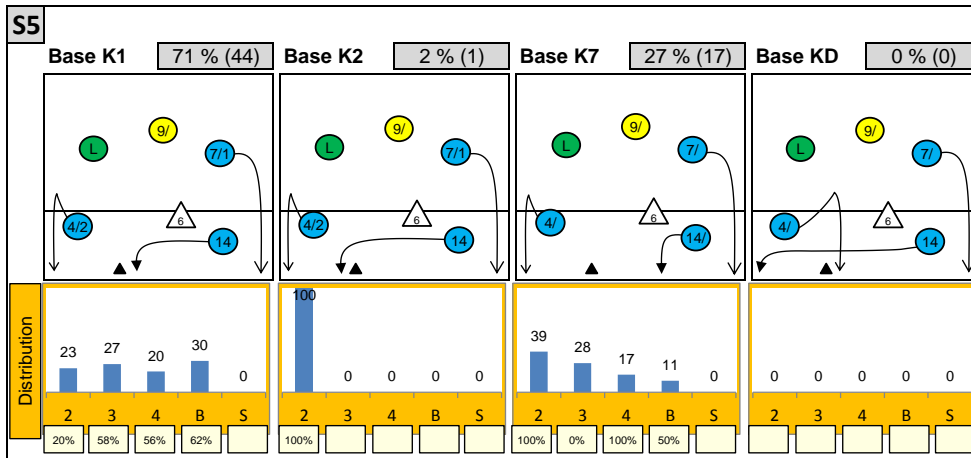 S5
Base K1 71 % (44) Base K2 2 % (1) Base K7 27 % (17) Base KD 0 % (0)
9/ 9/ 9/ 9/
L 7/1 L 7/1 L 7/ L 7/
4/2 6 4/2 6 4/ 6 4/ 6
14 14 14/ 14
Distribution
23 27 20 30 0 100 0 0 0 0 39 28 17 11 0 0 0 0 0 0
2 3 4 B S 2 3 4 B S 2 3 4 B S 2 3 4 B S
20% 58% 56% 62% 100% 100% 0% 100% 50%